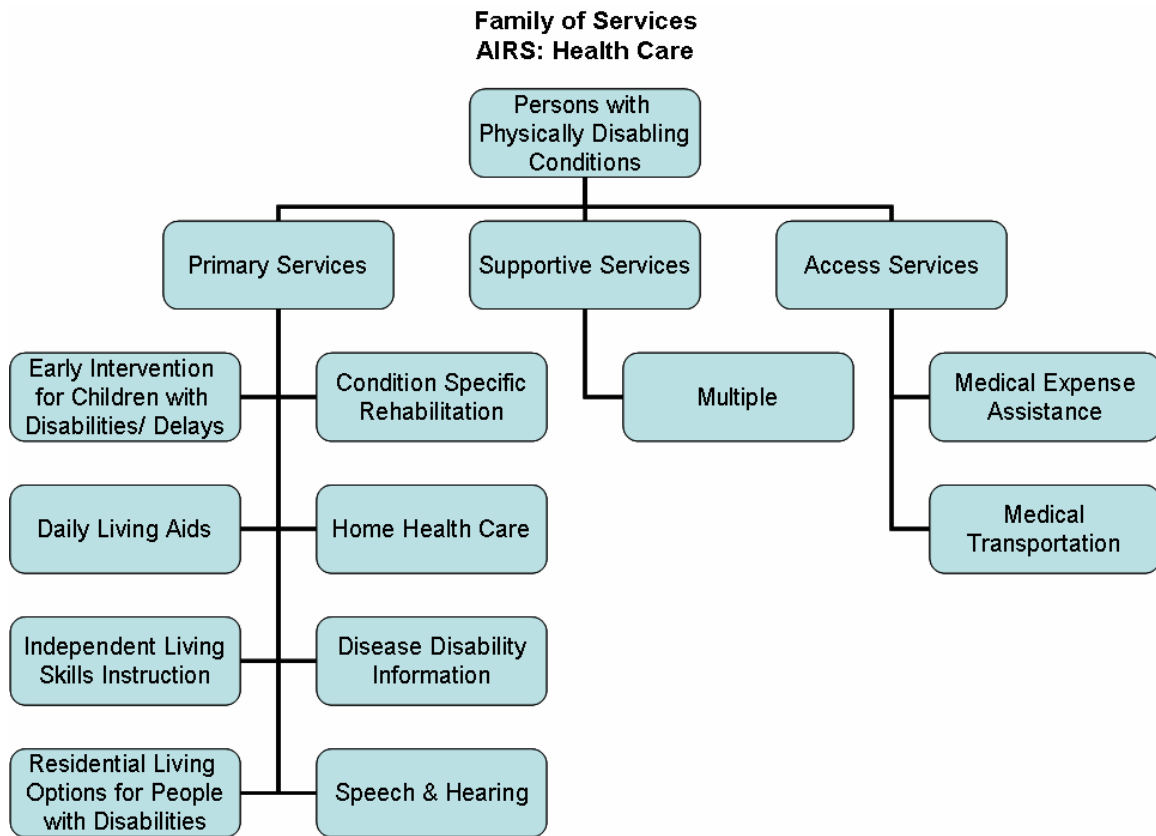 Family of Services
AIRS: Health Care
Persons with
Physically Disabling
Conditions
Primary Services
Supportive Services
Access Services
Early Intervention
for Children with
Disabilities/ Delays
Condition Specific
Rehabilitation
Multiple
Medical Expense
Assistance
Daily Living Aids
Home Health Care
Medical
Transportation
Independent Living
Skills Instruction
Disease Disability
Information
Residential Living
Options for People
with Disabilities
Speech & Hearing